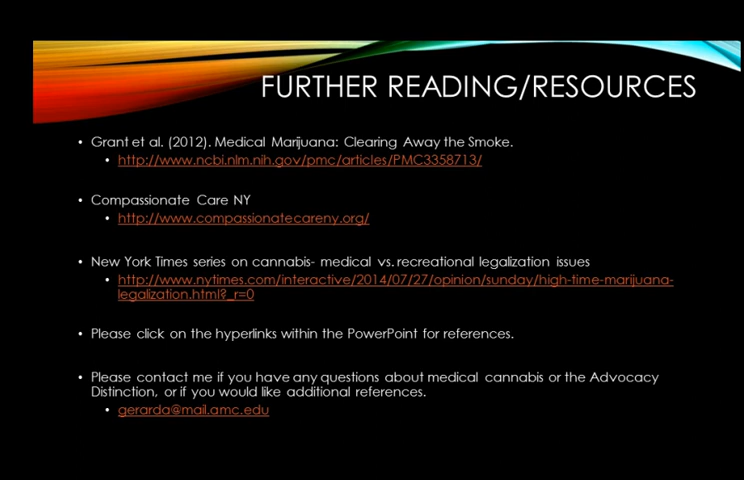 FURTHER READING/RESOURCES
• Grant et al. (2012). Medical Marijuana: Clearing Away the Smoke.
• http://www.ncbi.nlm.nih.gov/pmc/articles/PMC3358713/
• Compassionate Care NY
• http://www.compassionatecareny.org/
• New York Times series on cannabis- medical vs. recreational legalization issues
• http://www.nytimes.com/interactive/2014/07/27/opinion/sunday/high-time-marijuana-
legalization.html?_r=0
• Please click on the hyperlinks within the PowerPoint for references.
• Please contact me if you have any questions about medical cannabis or the Advocacy
Distinction, or if you would like additional references.
• gerarda@mail.amc.edu